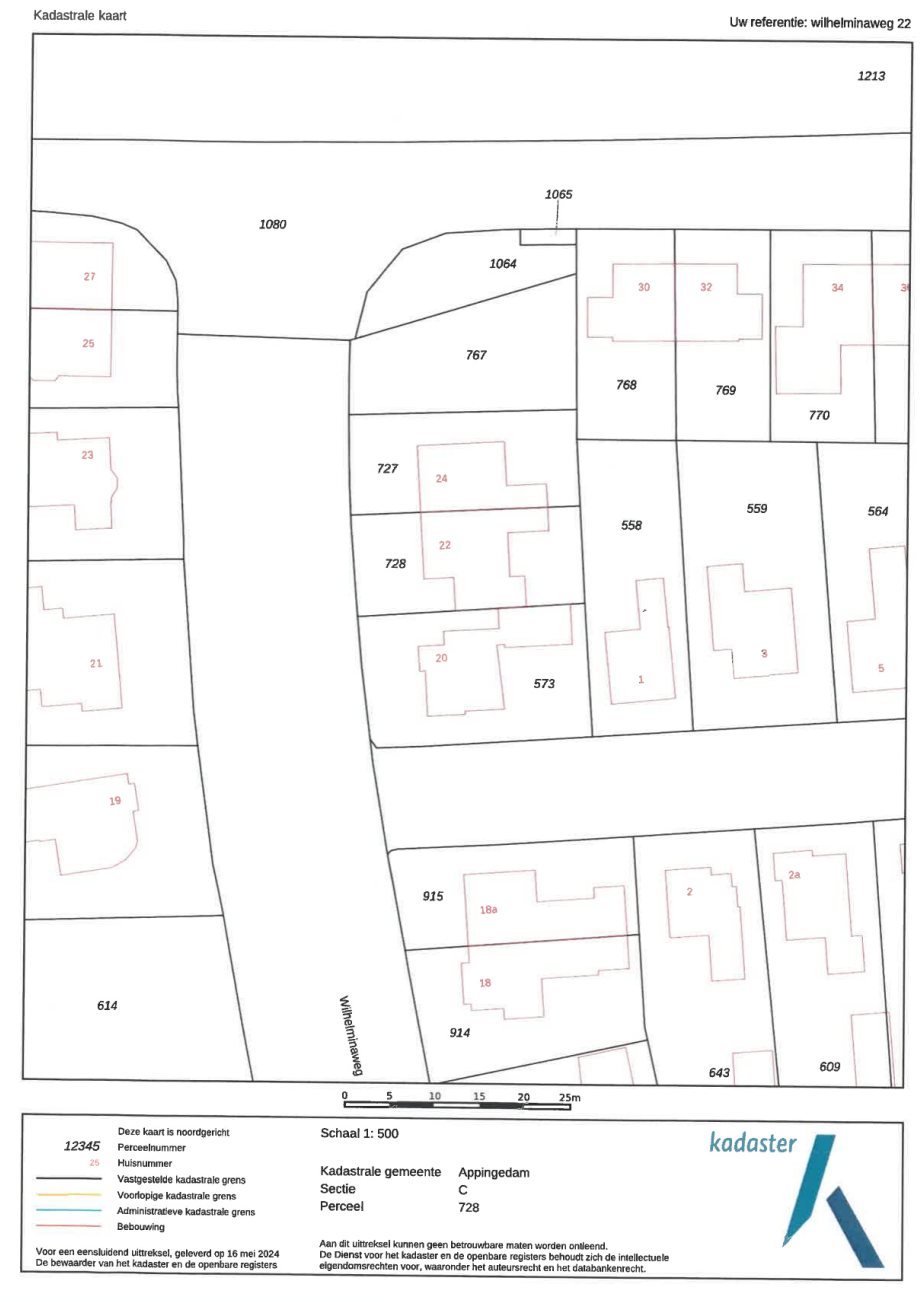 Kadastrale kaart
Uw referentie: wilhelminaweg 22
1213
1065
1080
1064
27
30
32
34
25
767
768
769
770
23
727
24
558
559
564
22
728
21
20
573
1
3
5
19
915
18a
2
2a
18
614
Wilhelminaweg
914
643
609
0 5 10 15 20 25m
Deze kaart is noordgericht
12345 Perceelnummer
25 Huisnummer
Vastgestelde kadastrale grens
Voorlopige kadastrale grens
Administratieve kadastrale grens
Bebouwing
Voor een eensluidend uittreksel, geleverd op 16 mei 2024
De bewaarder van het kadaster en de openbare registers
Schaal 1: 500
Kadastrale gemeente Appingedam
Sectie C
Perceel 728
Aan dit uittreksel kunnen geen betrouwbare maten worden ontleend.
De Dienst voor het kadaster en de openbare registers behoudt zich de intellectuele
eigendomsrechten voor, waaronder het auteursrecht en het databankenrecht.
kadaster